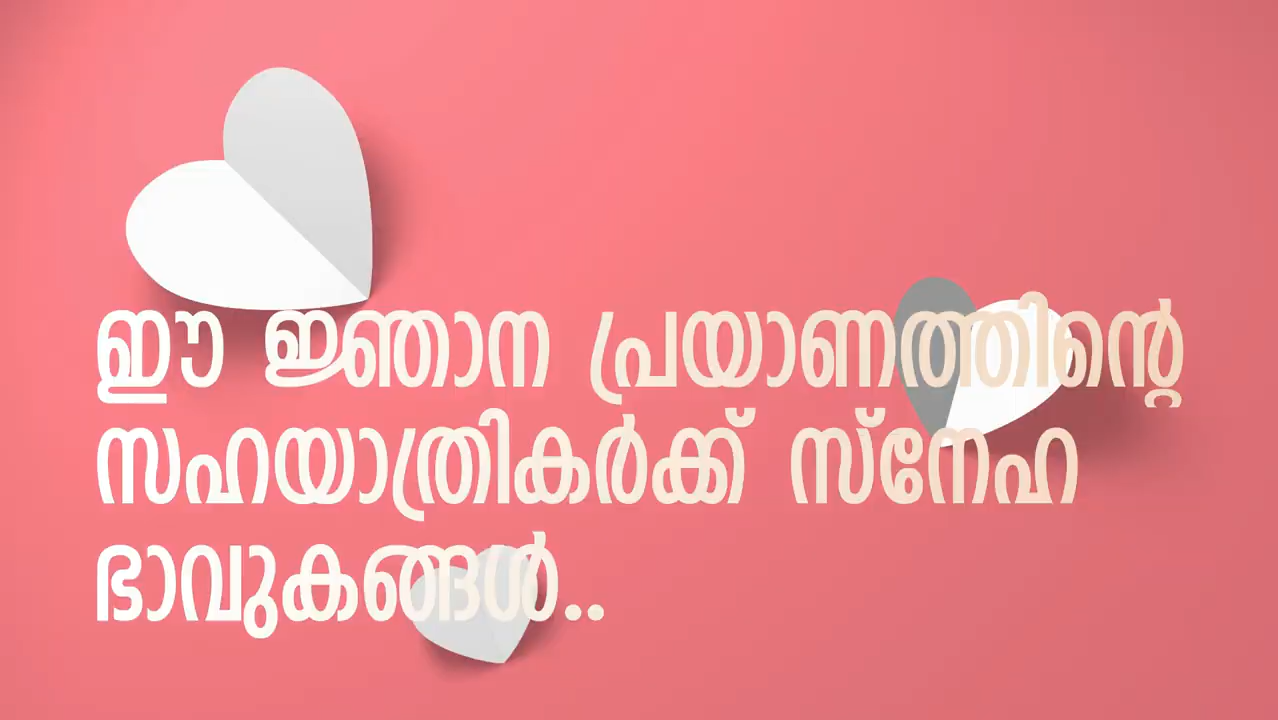 ഈ ജ്ഞാന പ്രയാണത്തിന്റെ
സഹയാത്രികർക്ക് സ്നേഹ
ഭാവുകങ്ങൾ..